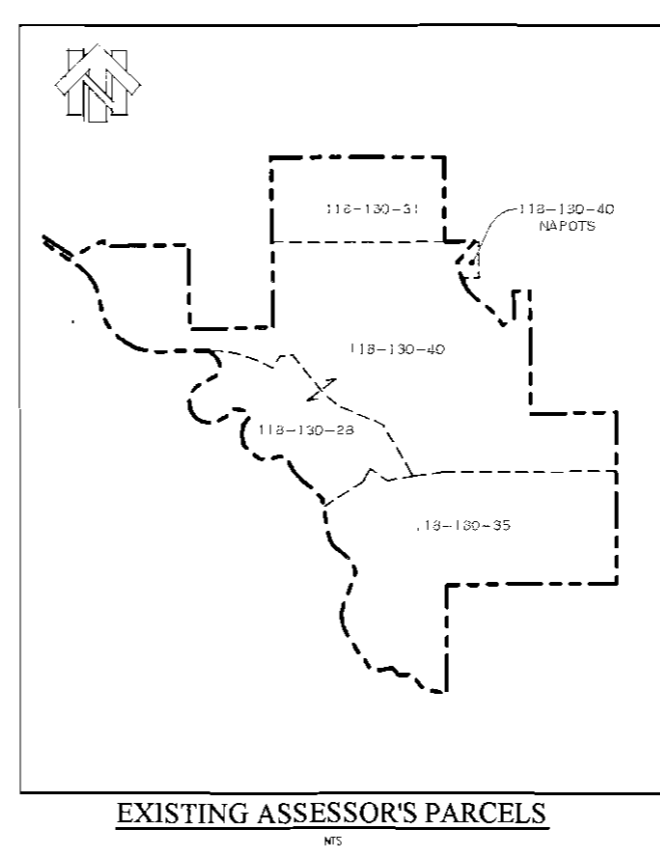 N
118-130-31
118-130-40
NAPOTS
118-130-40
118-130-28
118-130-35
EXISTING ASSESSOR'S PARCELS
NTS